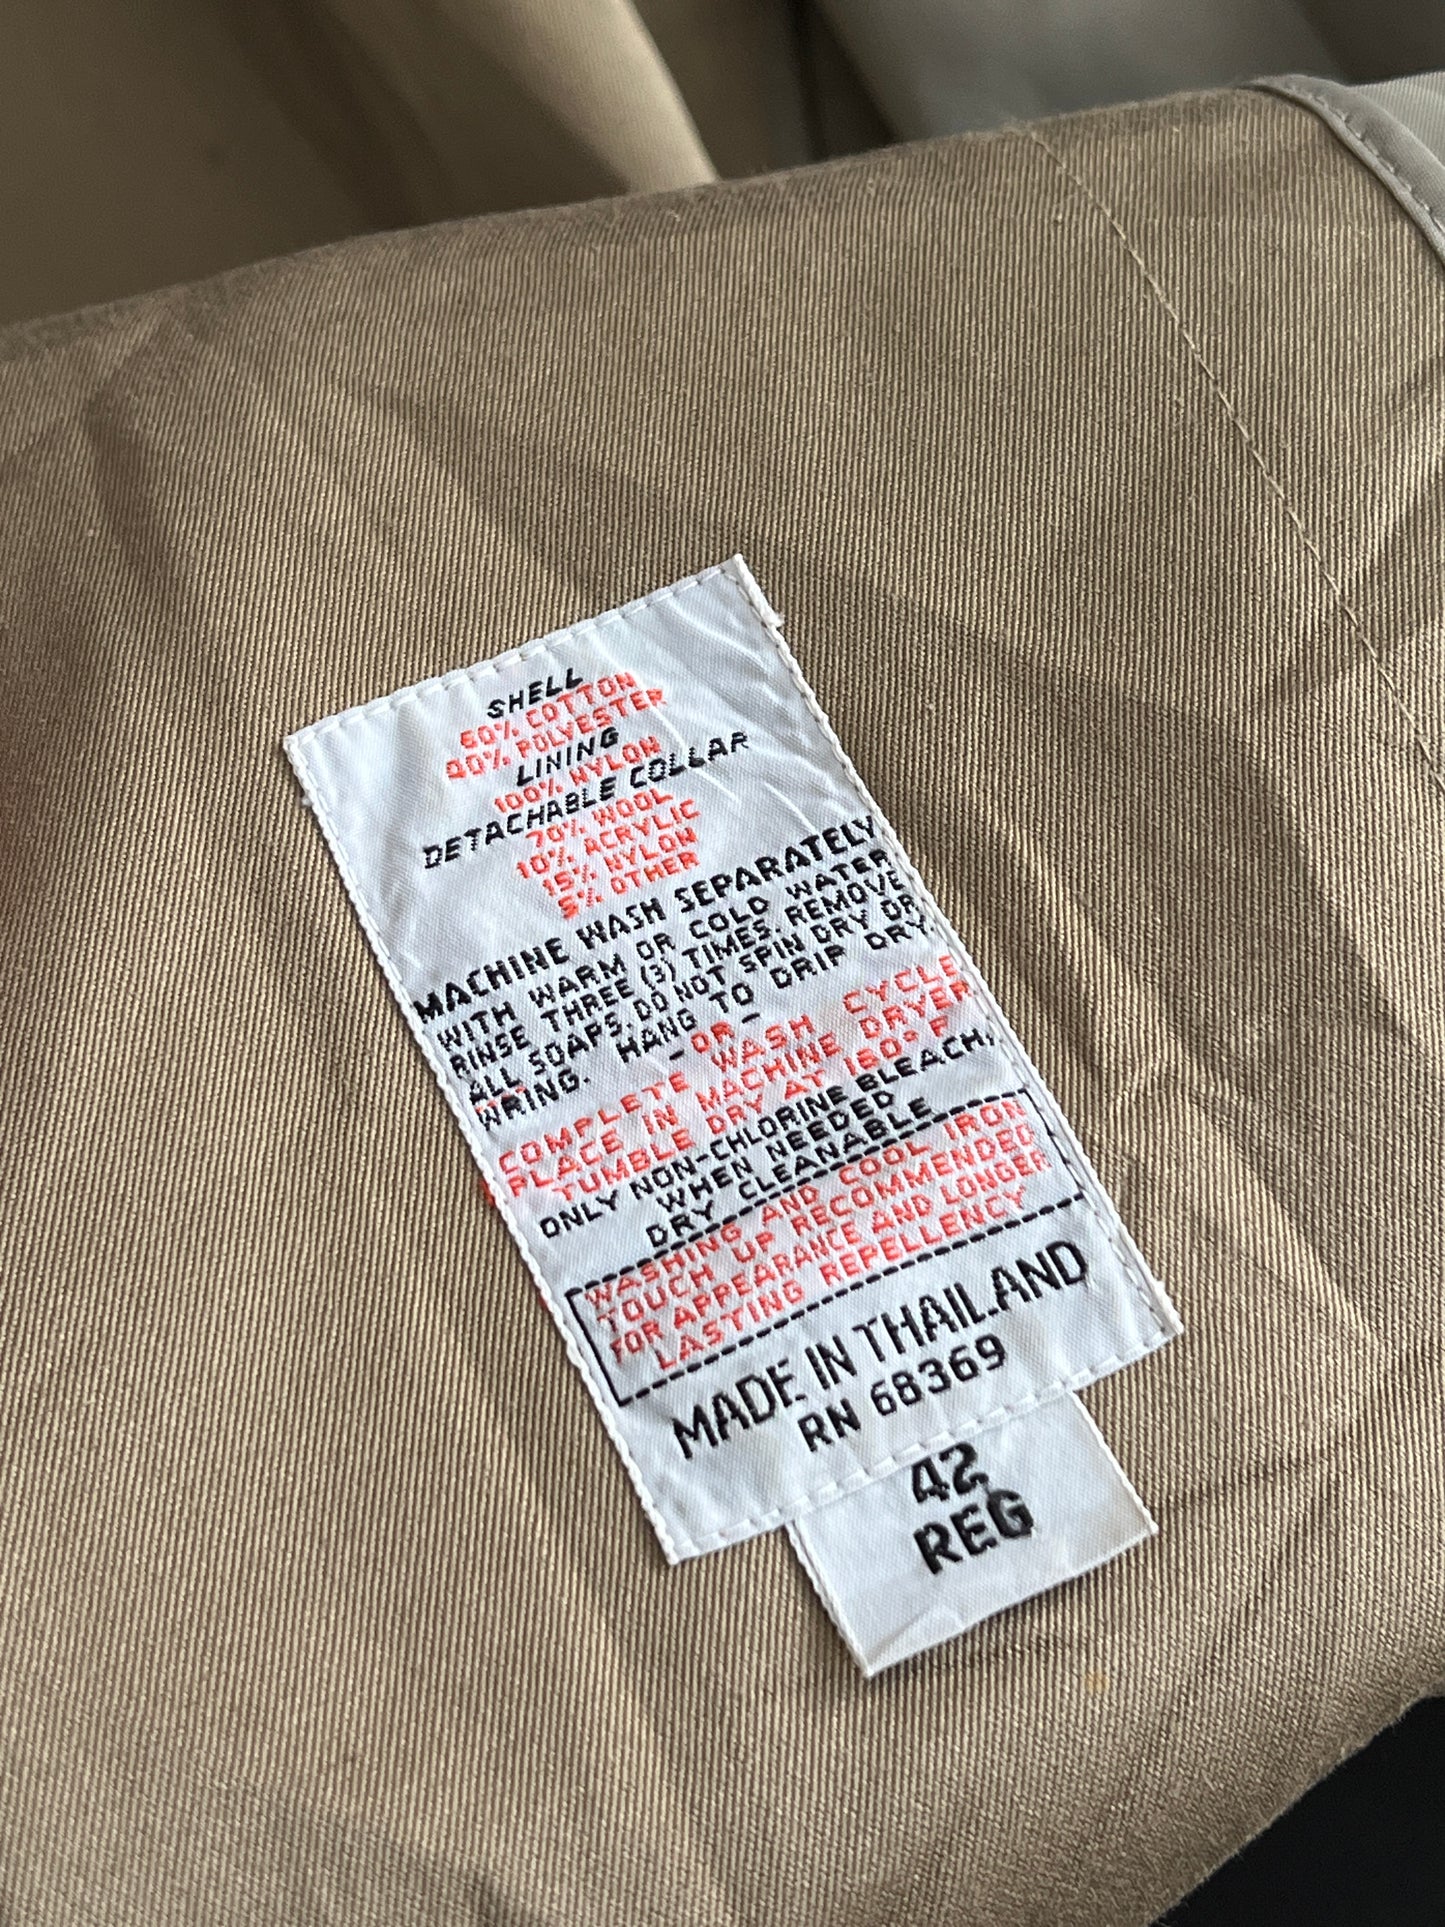 SHELL
60% COTTON
40% POLYESTER
LINING
100% NYLON
DETACHABLE COLLAR
70% WOOL
10% ACRYLIC
15% NYLON
5% OTHER
MACHINE WASH SEPARATELY
WITH WARM OR COLD WATER
RINSE THREE (3) TIMES. REMOVE
ALL SOAPS. DO NOT SPIN DRY OR
WRING. HANG TO DRIP DRY.
-OR-
COMPLETE WASH CYCLE
PLACE IN MACHINE DRYER
TUMBLE DRY AT 160° F
ONLY NON-CHLORINE BLEACH,
WHEN NEEDED
DRY CLEANABLE
WASHING AND COOL IRON
TOUCH UP RECOMMENDED
FOR APPEARANCE AND LONGER
LASTING REPELLENCY
MADE IN THAILAND
RN 68369
42
REG